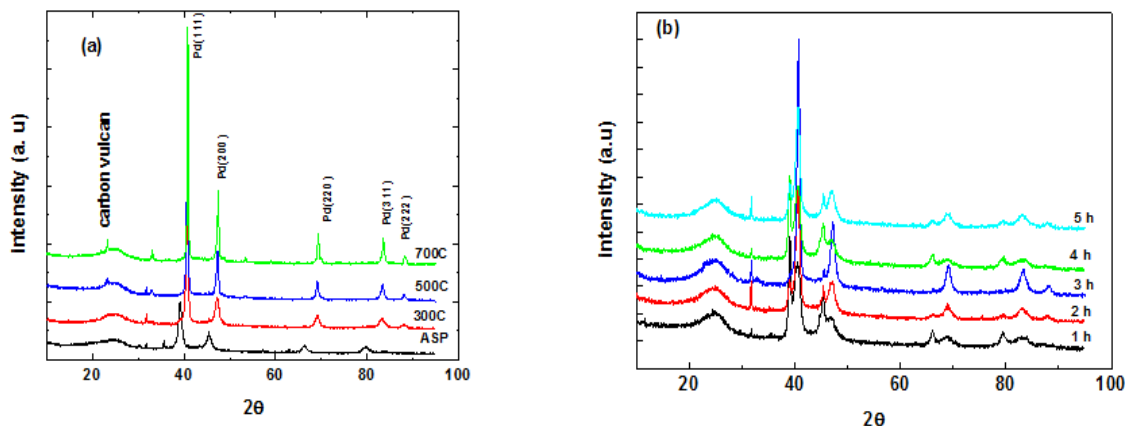 (a)
Intensity (a. u)
carbon vulcan
Pd(111)
Pd(200)
Pd(220)
Pd(311)
Pd(222)
700C
500C
300C
ASP
20
40
60
80
100
2θ
(b)
Intensity (a.u)
5 h
4 h
3 h
2 h
1 h
20
40
60
80
100
2θ